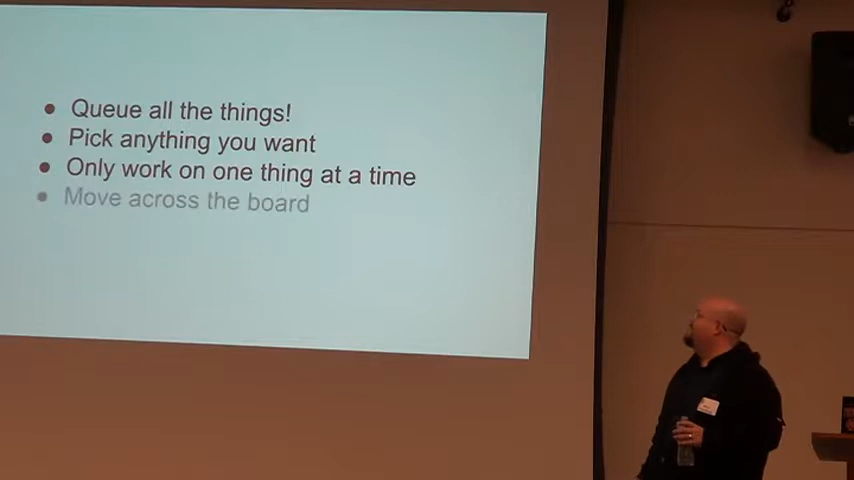 Queue all the things!
Pick anything you want
Only work on one thing at a time
Move across the board